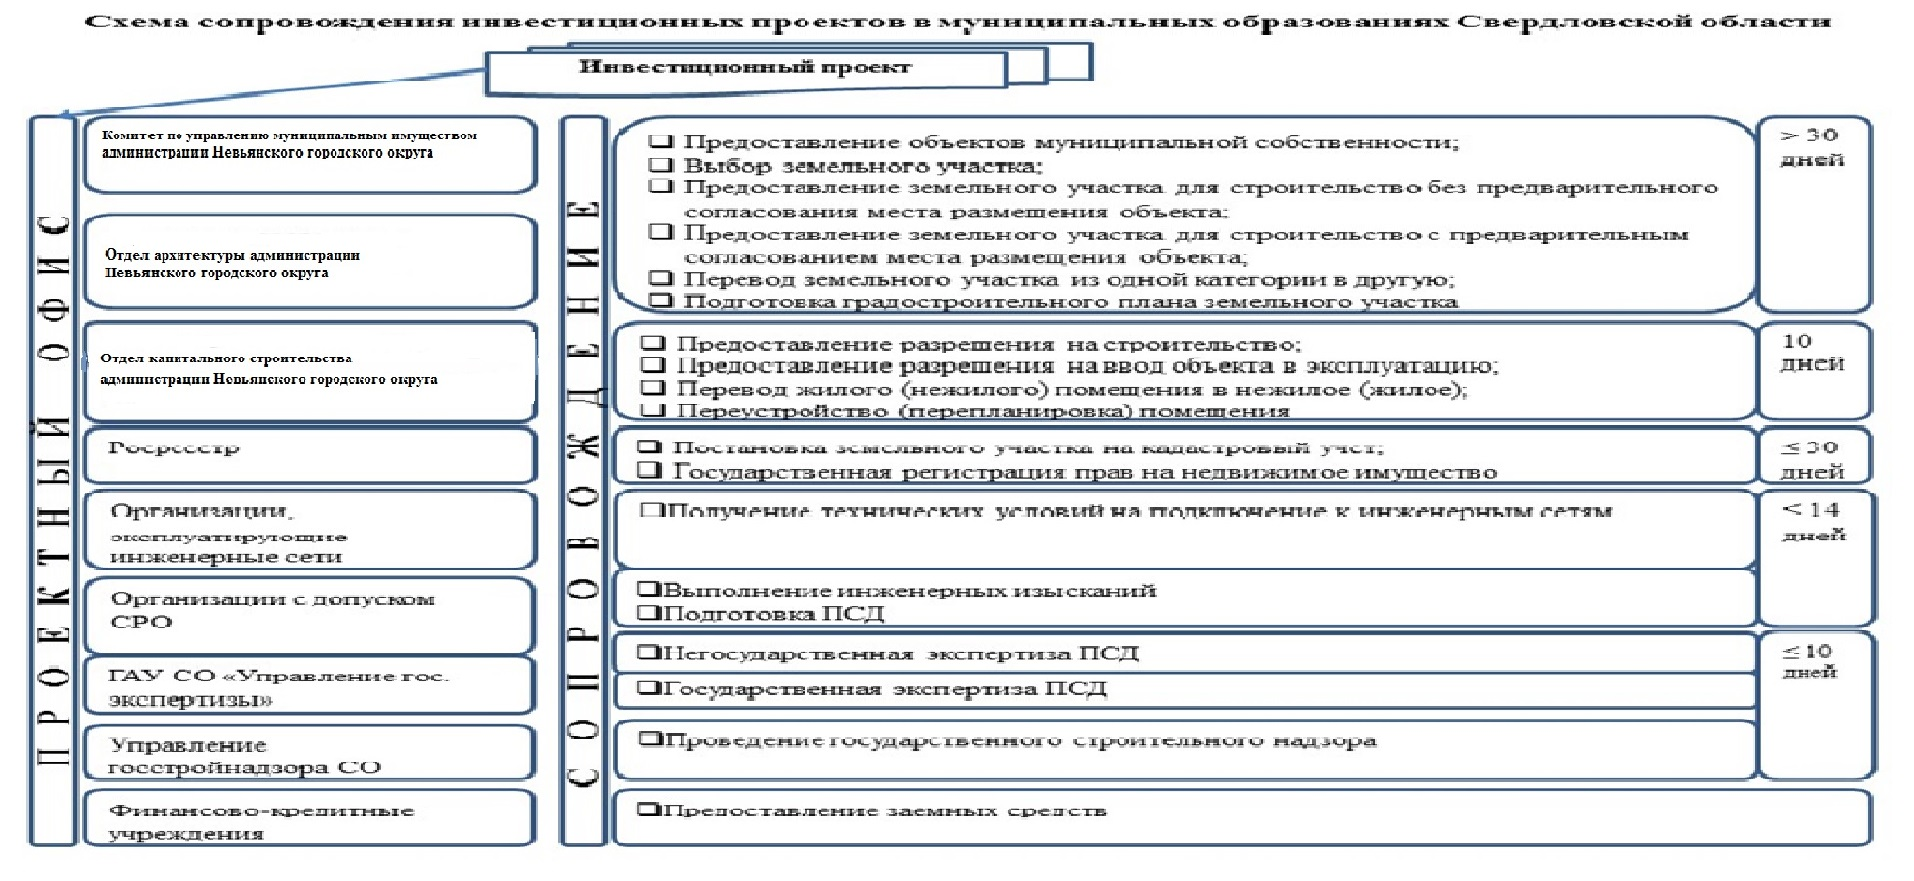 Схема сопровождения инвестиционных проектов в муниципальных образованиях Свердловской области
Инвестиционный проект
ПРОЕКТНЫЙ ОФИС
Комитет по управлению муниципальным имуществом
администрации Невьянского городского округа
Отдел архитектуры администрации
Невьянского городского округа
Отдел капитального строительства
администрации Невьянского городского округа
Росреестр
Организации,
эксплуатирующие
инженерные сети
Организации с допуском
СРО
ГАУ СО «Управление гос.
экспертизы»
Управление
госстройнадзора СО
Финансово-кредитные
учреждения
СОПРОВОЖДЕНИЕ
❑ Предоставление объектов муниципальной собственности;
❑ Выбор земельного участка;
❑ Предоставление земельного участка для строительство без предварительного
согласования места размещения объекта;
❑ Предоставление земельного участка для строительство с предварительным
согласованием места размещения объекта;
❑ Перевод земельного участка из одной категории в другую;
❑ Подготовка градостроительного плана земельного участка
> 30
дней
❑ Предоставление разрешения на строительство;
❑ Предоставление разрешения на ввод объекта в эксплуатацию;
❑ Перевод жилого (нежилого) помещения в нежилое (жилое);
❑ Переустройство (перепланировка) помещения
10
дней
❑ Постановка земельного участка на кадастровый учет;
❑ Государственная регистрация прав на недвижимое имущество
≤ 30
дней
❑Получение технических условий на подключение к инженерным сетям
< 14
дней
❑Выполнение инженерных изысканий
❑Подготовка ПСД
❑Негосударственная экспертиза ПСД
❑Государственная экспертиза ПСД
≤ 10
дней
❑Проведение государственного строительного надзора
❑Предоставление заемных средств